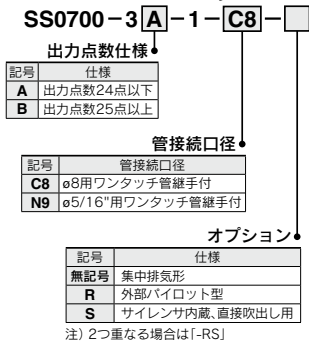 SS0700-3A-1-C8-
出力点数仕様
記号 仕様
A 出力点数24点以下
B 出力点数25点以上
管接続口径
記号 管接続口径
C8 ø8用ワンタッチ管継手付
N9 ø5/16"用ワンタッチ管継手付
オプション
記号 仕様
無記号 集中排気形
R 外部パイロット型
S サイレンサ内蔵、直接吹出し用
注) 2つ重なる場合は「-RS」